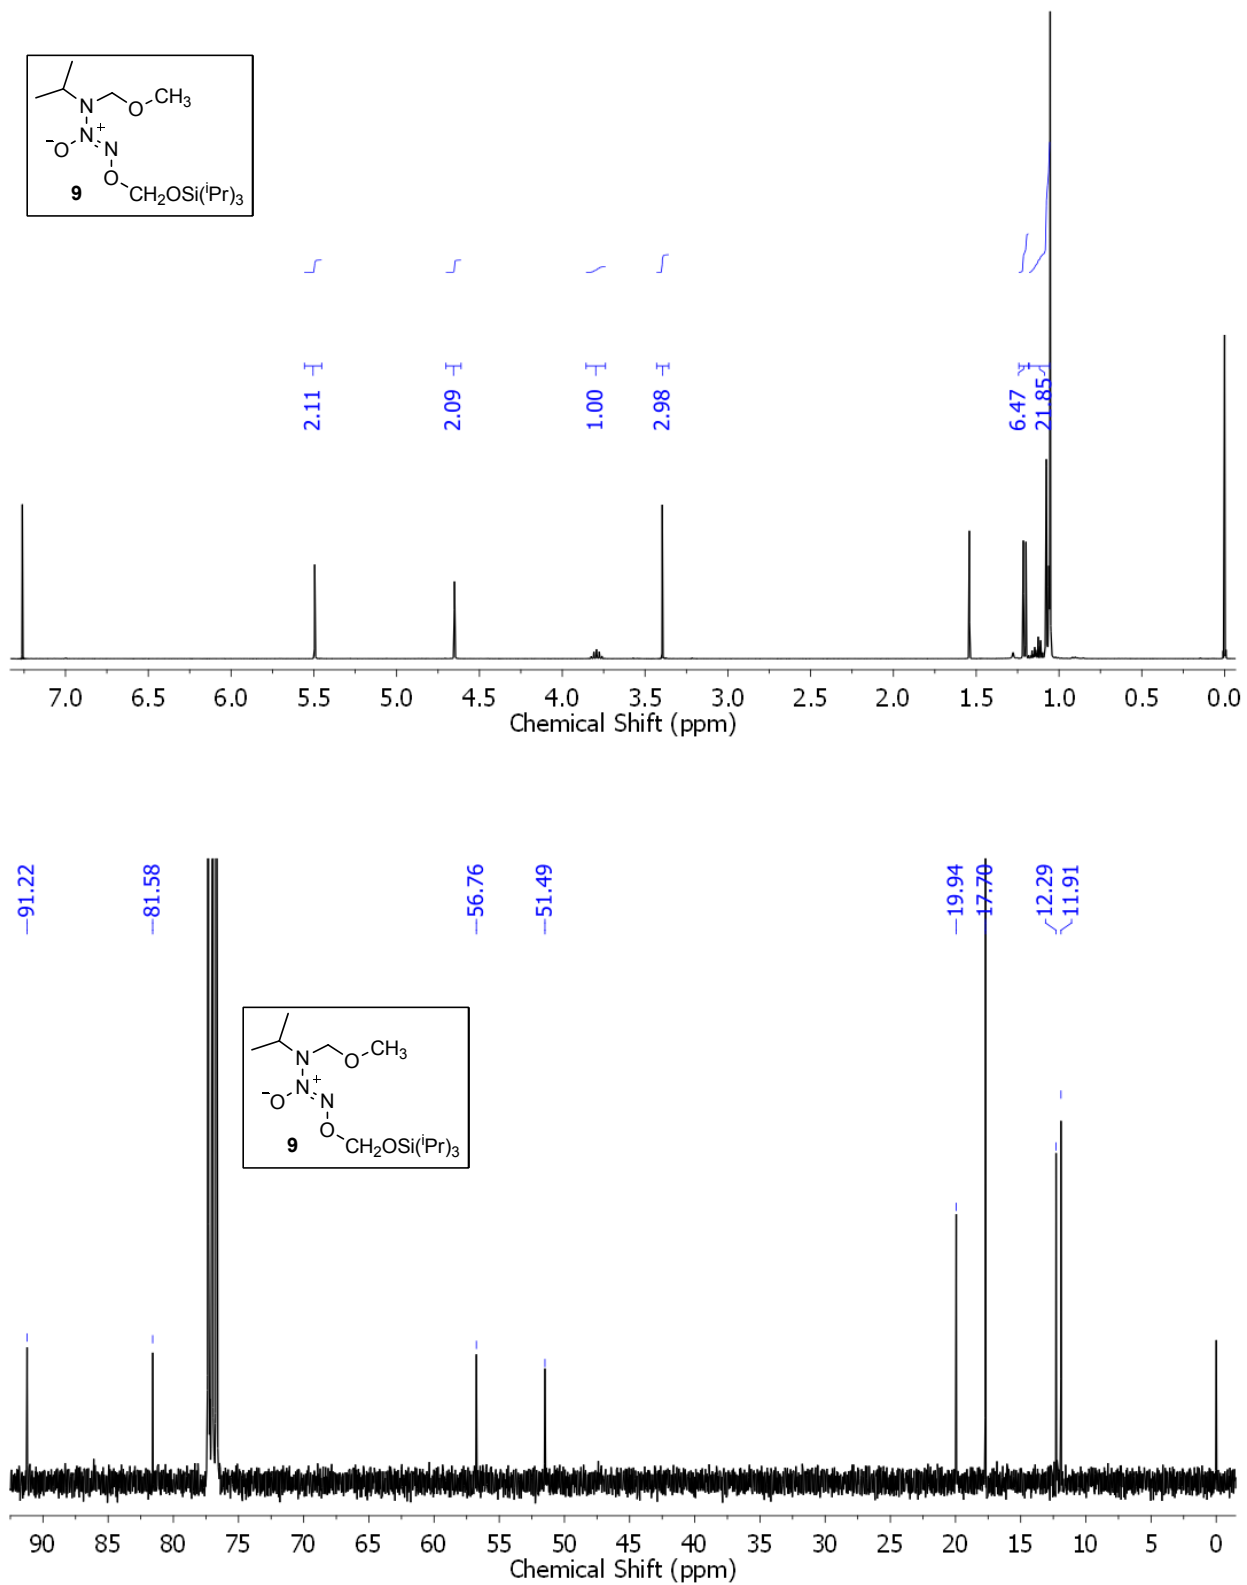 N
O
CH₃
N
+
−
O
N
O
9
CH₂OSi(ⁱPr)₃
2.11
2.09
1.00
2.98
6.47
21.85
7.0 6.5 6.0 5.5 5.0 4.5 4.0 3.5 3.0 2.5 2.0 1.5 1.0 0.5 0.0
Chemical Shift (ppm)
91.22
81.58
56.76
51.49
19.94
17.70
12.29
11.91
N
O
CH₃
N
+
−
O
N
O
9
CH₂OSi(ⁱPr)₃
90 85 80 75 70 65 60 55 50 45 40 35 30 25 20 15 10 5 0
Chemical Shift (ppm)